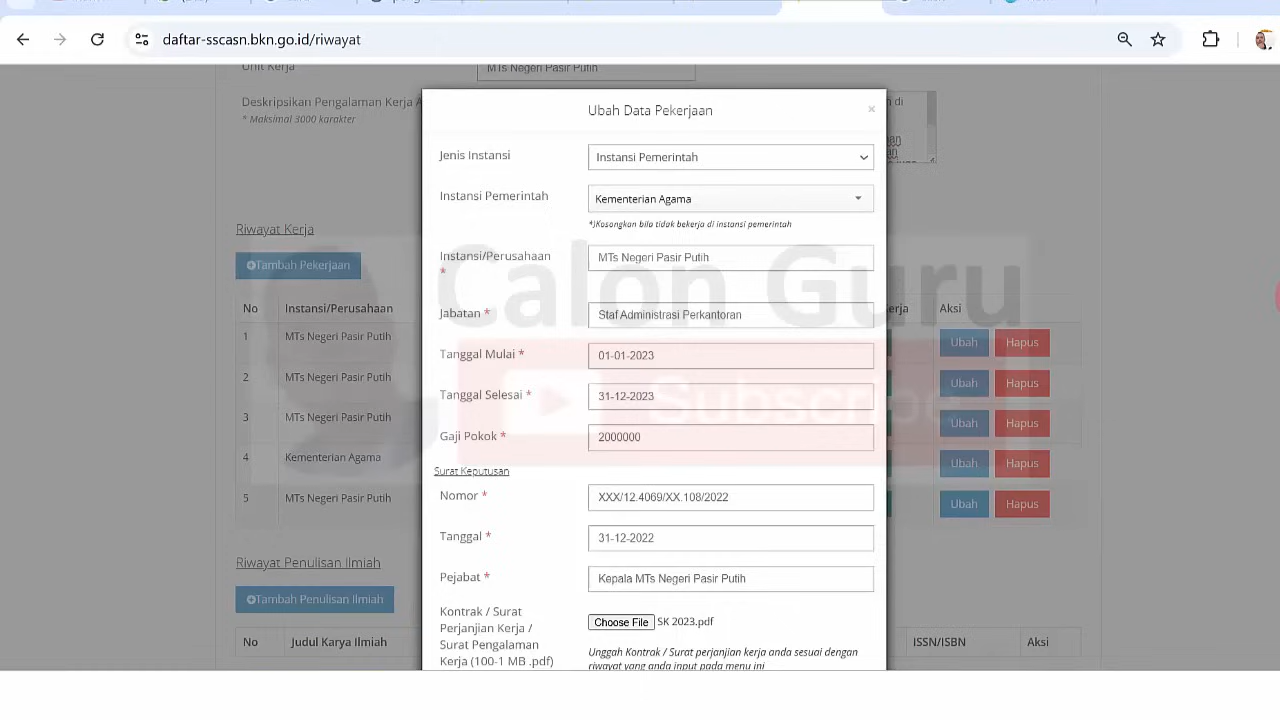 daftar-sscasn.bkn.go.id/riwayat
Unit Kerja
MTs Negeri Pasir Putih
Deskripsikan Pengalaman Kerja A
* Maksimal 3000 karakter
Ubah Data Pekerjaan
×
Jenis Instansi
Instansi Pemerintah
Instansi Pemerintah
Kementerian Agama
*)Kosongkan bila tidak bekerja di instansi pemerintah
Instansi/Perusahaan *
MTs Negeri Pasir Putih
Jabatan *
Staf Administrasi Perkantoran
Tanggal Mulai *
01-01-2023
Tanggal Selesai *
31-12-2023
Gaji Pokok *
2000000
Surat Keputusan
Nomor *
XXX/12.4069/XX.108/2022
Tanggal *
31-12-2022
Pejabat *
Kepala MTs Negeri Pasir Putih
Kontrak / Surat
Perjanjian Kerja /
Surat Pengalaman
Kerja (100-1 MB .pdf)
Choose File SK 2023.pdf
Unggah Kontrak / Surat perjanjian kerja anda sesuai dengan
riwayat yang anda input pada menu ini
Riwayat Kerja
Tambah Pekerjaan
No Instansi/Perusahaan erja Aksi
1 MTs Negeri Pasir Putih Ubah Hapus
2 MTs Negeri Pasir Putih Ubah Hapus
3 MTs Negeri Pasir Putih Ubah Hapus
4 Kementerian Agama Ubah Hapus
5 MTs Negeri Pasir Putih Ubah Hapus
Riwayat Penulisan Ilmiah
Tambah Penulisan Ilmiah
No Judul Karya Ilmiah ISSN/ISBN Aksi
Calon Guru
Subscribe